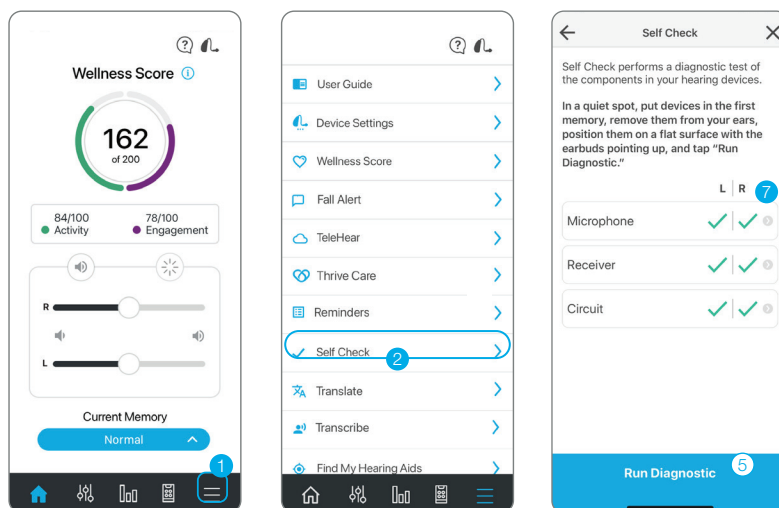 Wellness Score
162
of 200
84/100
Activity
78/100
Engagement
R
L
Current Memory
Normal
1
User Guide
Device Settings
Wellness Score
Fall Alert
TeleHear
Thrive Care
Reminders
Self Check
2
Translate
Transcribe
Find My Hearing Aids
Self Check
Self Check performs a diagnostic test of
the components in your hearing devices.
In a quiet spot, put devices in the first
memory, remove them from your ears,
position them on a flat surface with the
earbuds pointing up, and tap “Run
Diagnostic.”
L | R 7
Microphone
Receiver
Circuit
Run Diagnostic 5